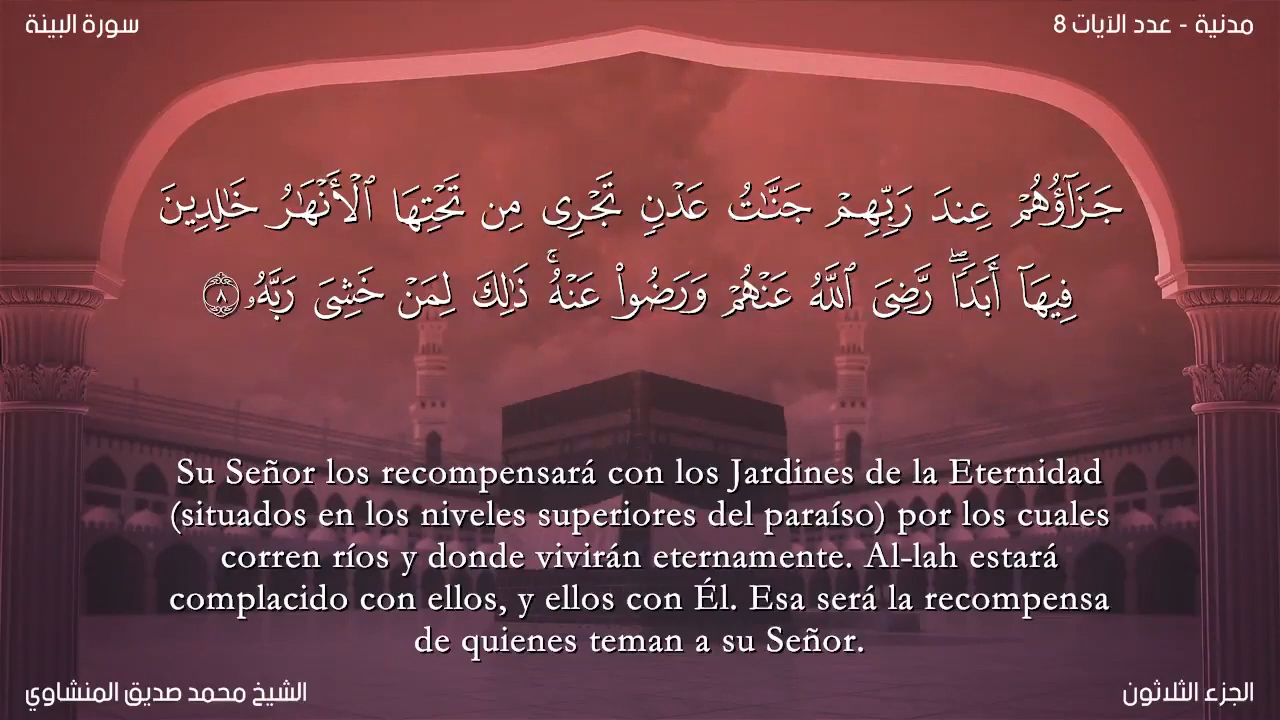 سورة البينة
مدنية - عدد الآيات 8
جَزَآؤُهُمْ عِندَ رَبِّهِمْ جَنَّـٰتُ عَدْنٍۢ تَجْرِى مِن تَحْتِهَا ٱلْأَنْهَـٰرُ خَـٰلِدِينَ
فِيهَآ أَبَدًۭا ۖ رَّضِىَ ٱللَّهُ عَنْهُمْ وَرَضُوا۟ عَنْهُ ۚ ذَٰلِكَ لِمَنْ خَشِىَ رَبَّهُۥ ٨
Su Señor los recompensará con los Jardines de la Eternidad
(situados en los niveles superiores del paraíso) por los cuales
corren ríos y donde vivirán eternamente. Al-lah estará
complacido con ellos, y ellos con Él. Esa será la recompensa
de quienes teman a su Señor.
الشيخ محمد صديق المنشاوي
الجزء الثلاثون